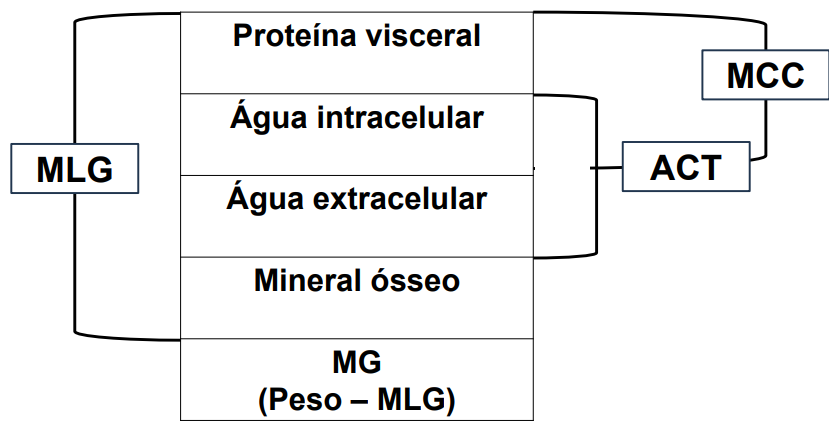 Proteína visceral
MCC
Água intracelular
MLG
ACT
Água extracelular
Mineral ósseo
MG
(Peso – MLG)